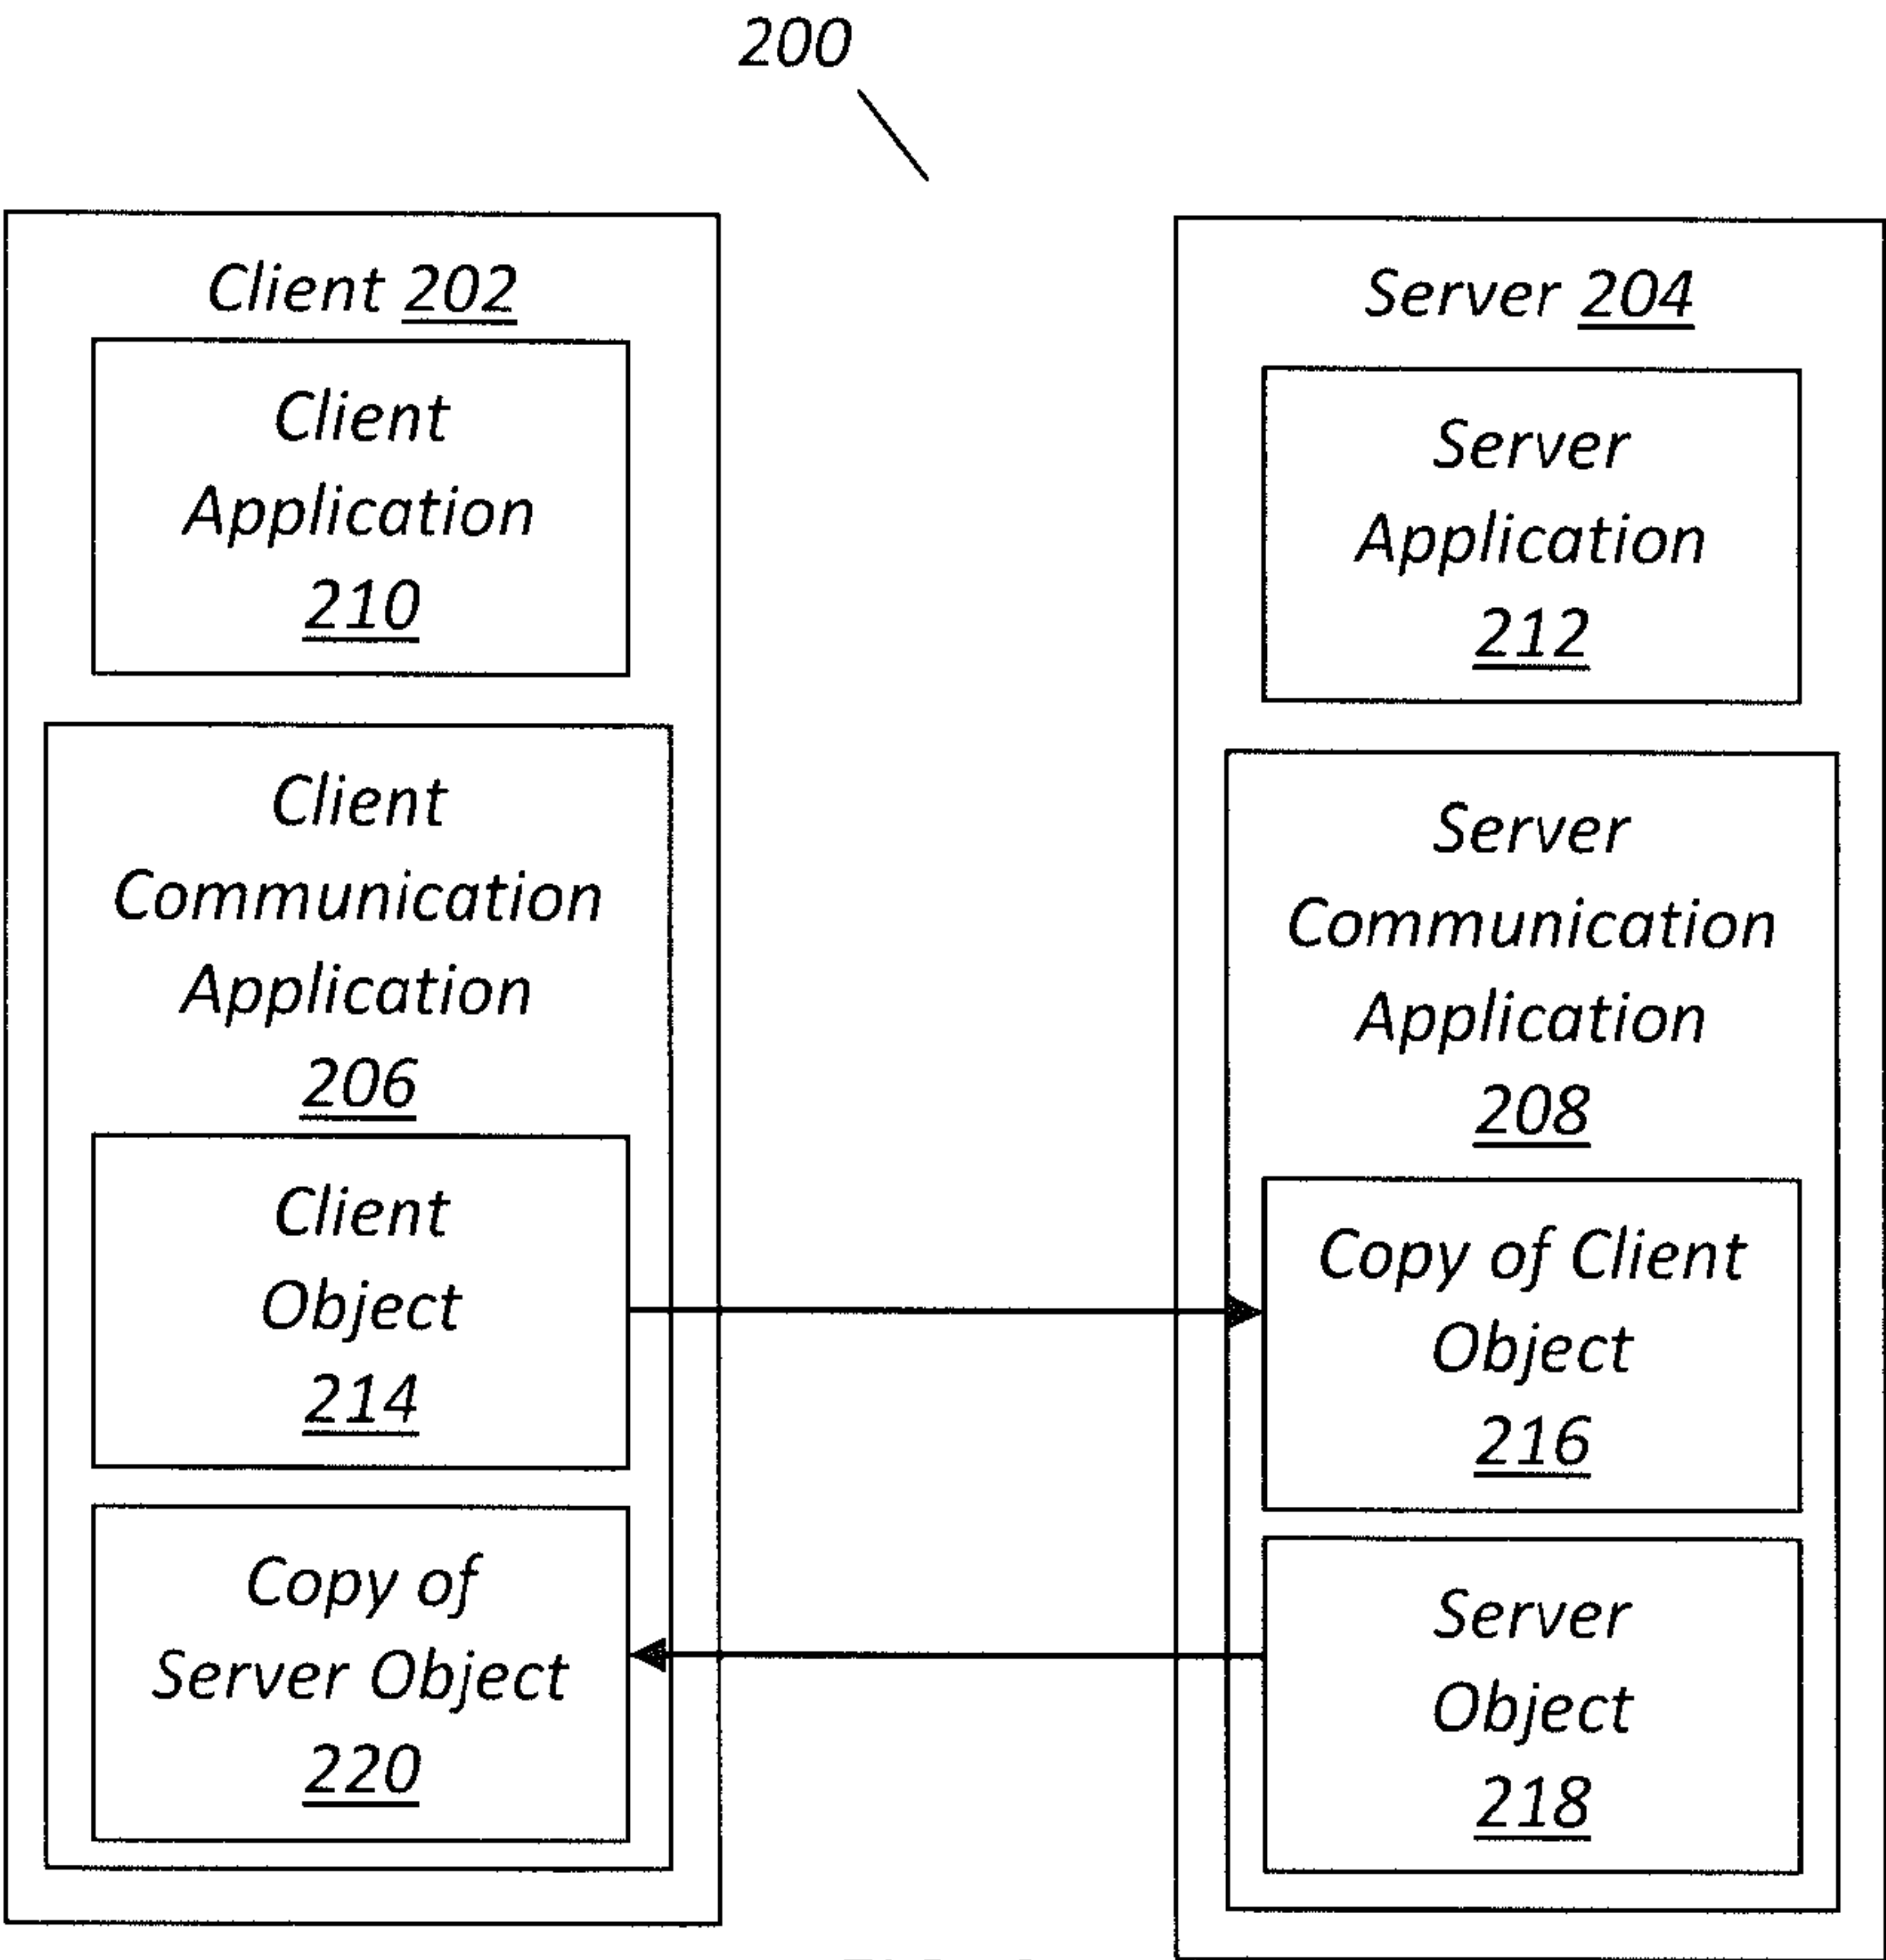 200
Client 202
Client
Application
210
Client
Communication
Application
206
Client
Object
214
Copy of
Server Object
220
Server 204
Server
Application
212
Server
Communication
Application
208
Copy of Client
Object
216
Server
Object
218